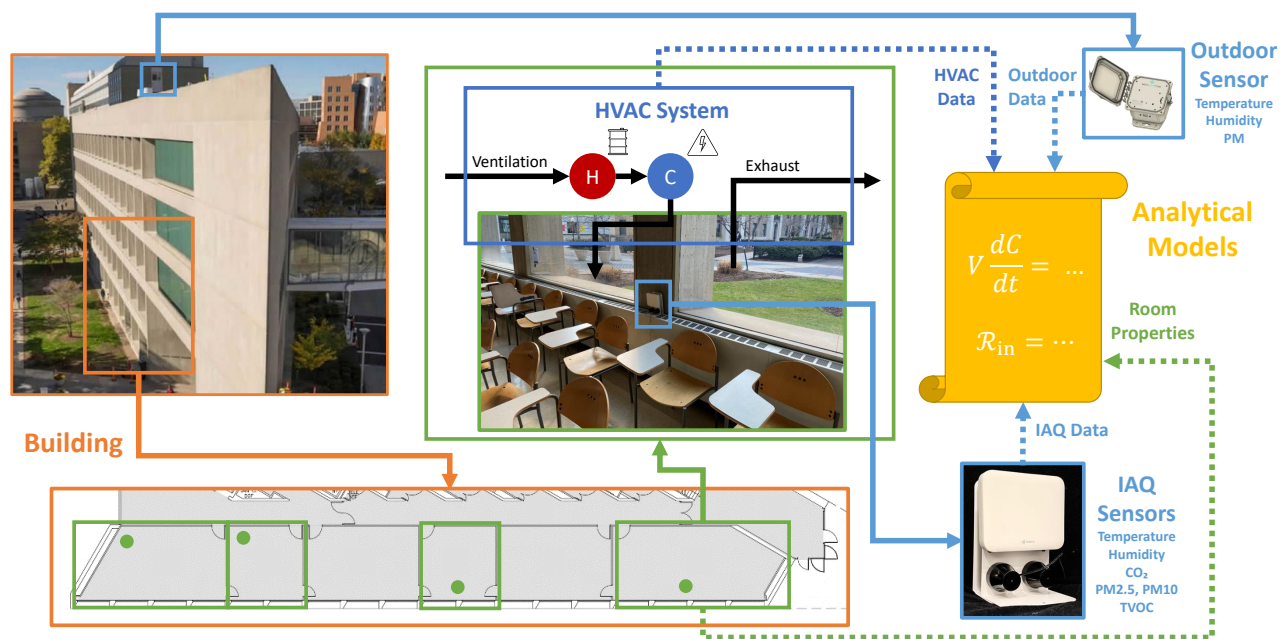 HVAC System
Ventilation
H
C
Exhaust
HVAC
Data
Outdoor
Data
Outdoor
Sensor
Temperature
Humidity
PM
Analytical
Models
V dC/dt = ...
ℛin = ⋯
Room
Properties
IAQ Data
Building
IAQ
Sensors
Temperature
Humidity
CO₂
PM2.5, PM10
TVOC